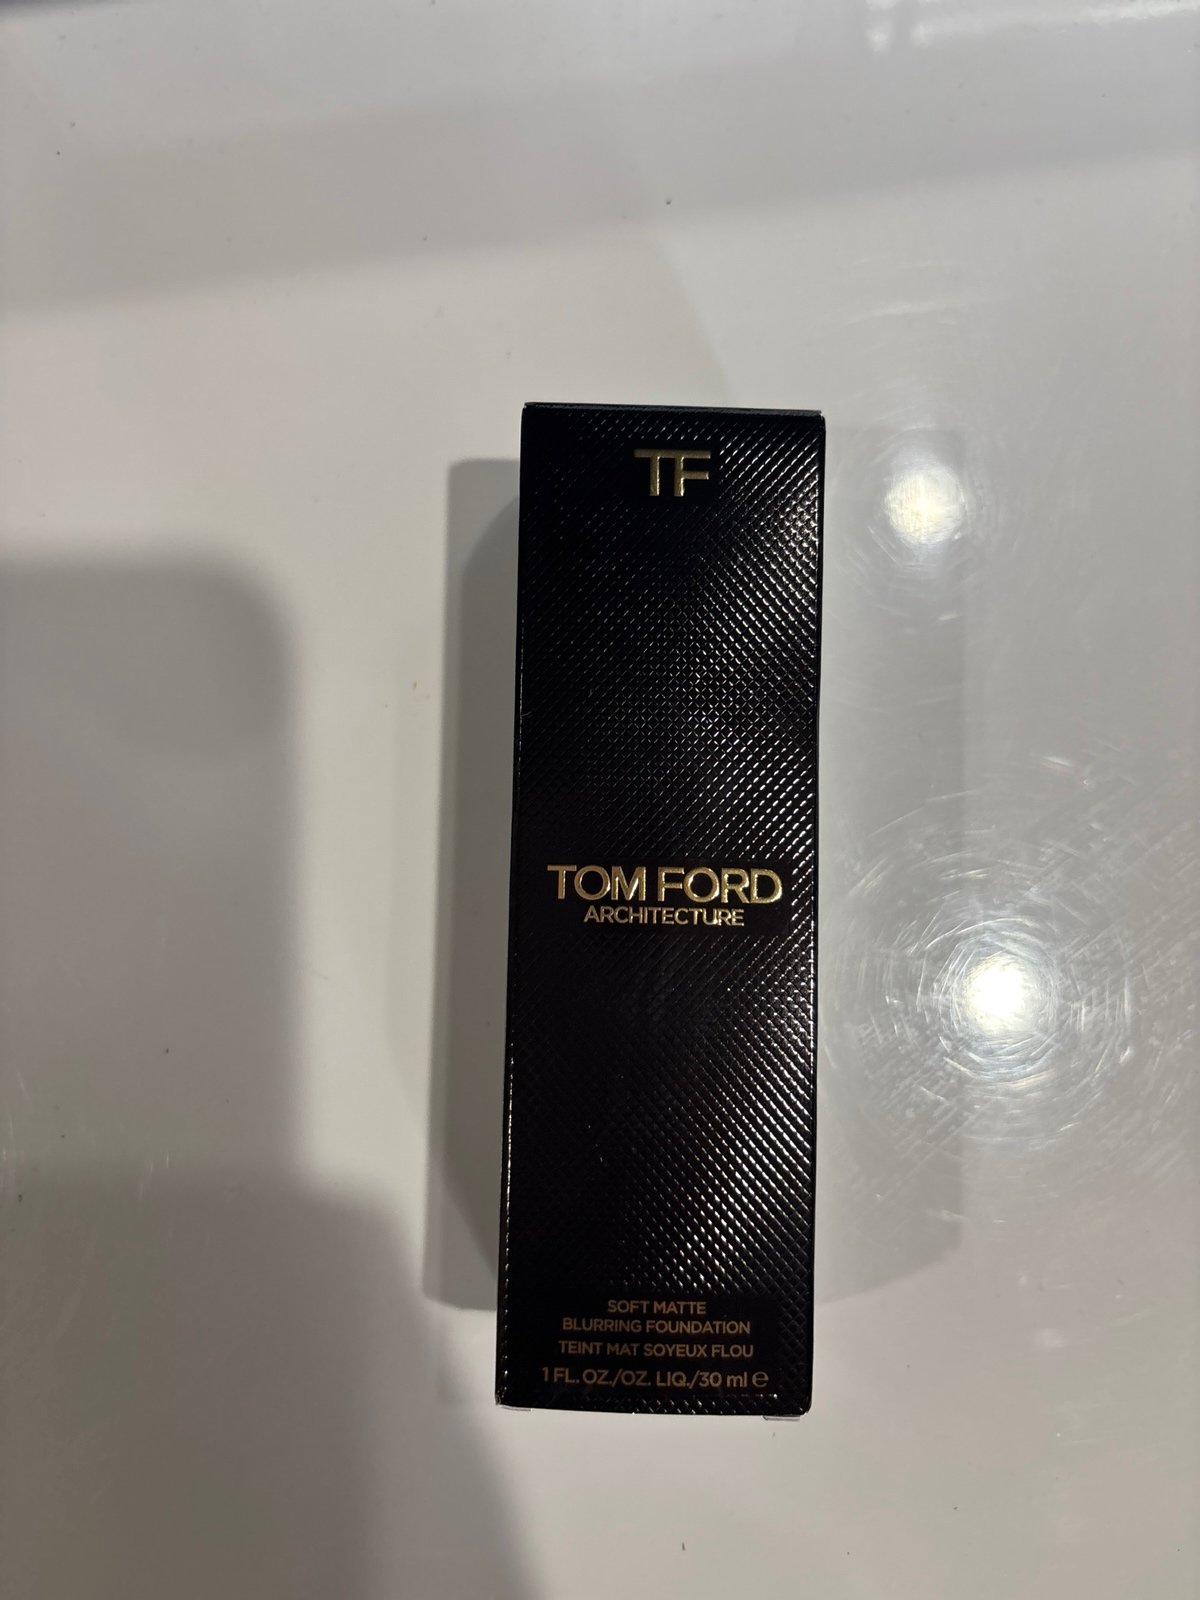 TF
TOM FORD
ARCHITECTURE
SOFT MATTE
BLURRING FOUNDATION
TEINT MAT SOYEUX FLOU
1 FL. OZ./OZ. LIQ./30 ml ℮